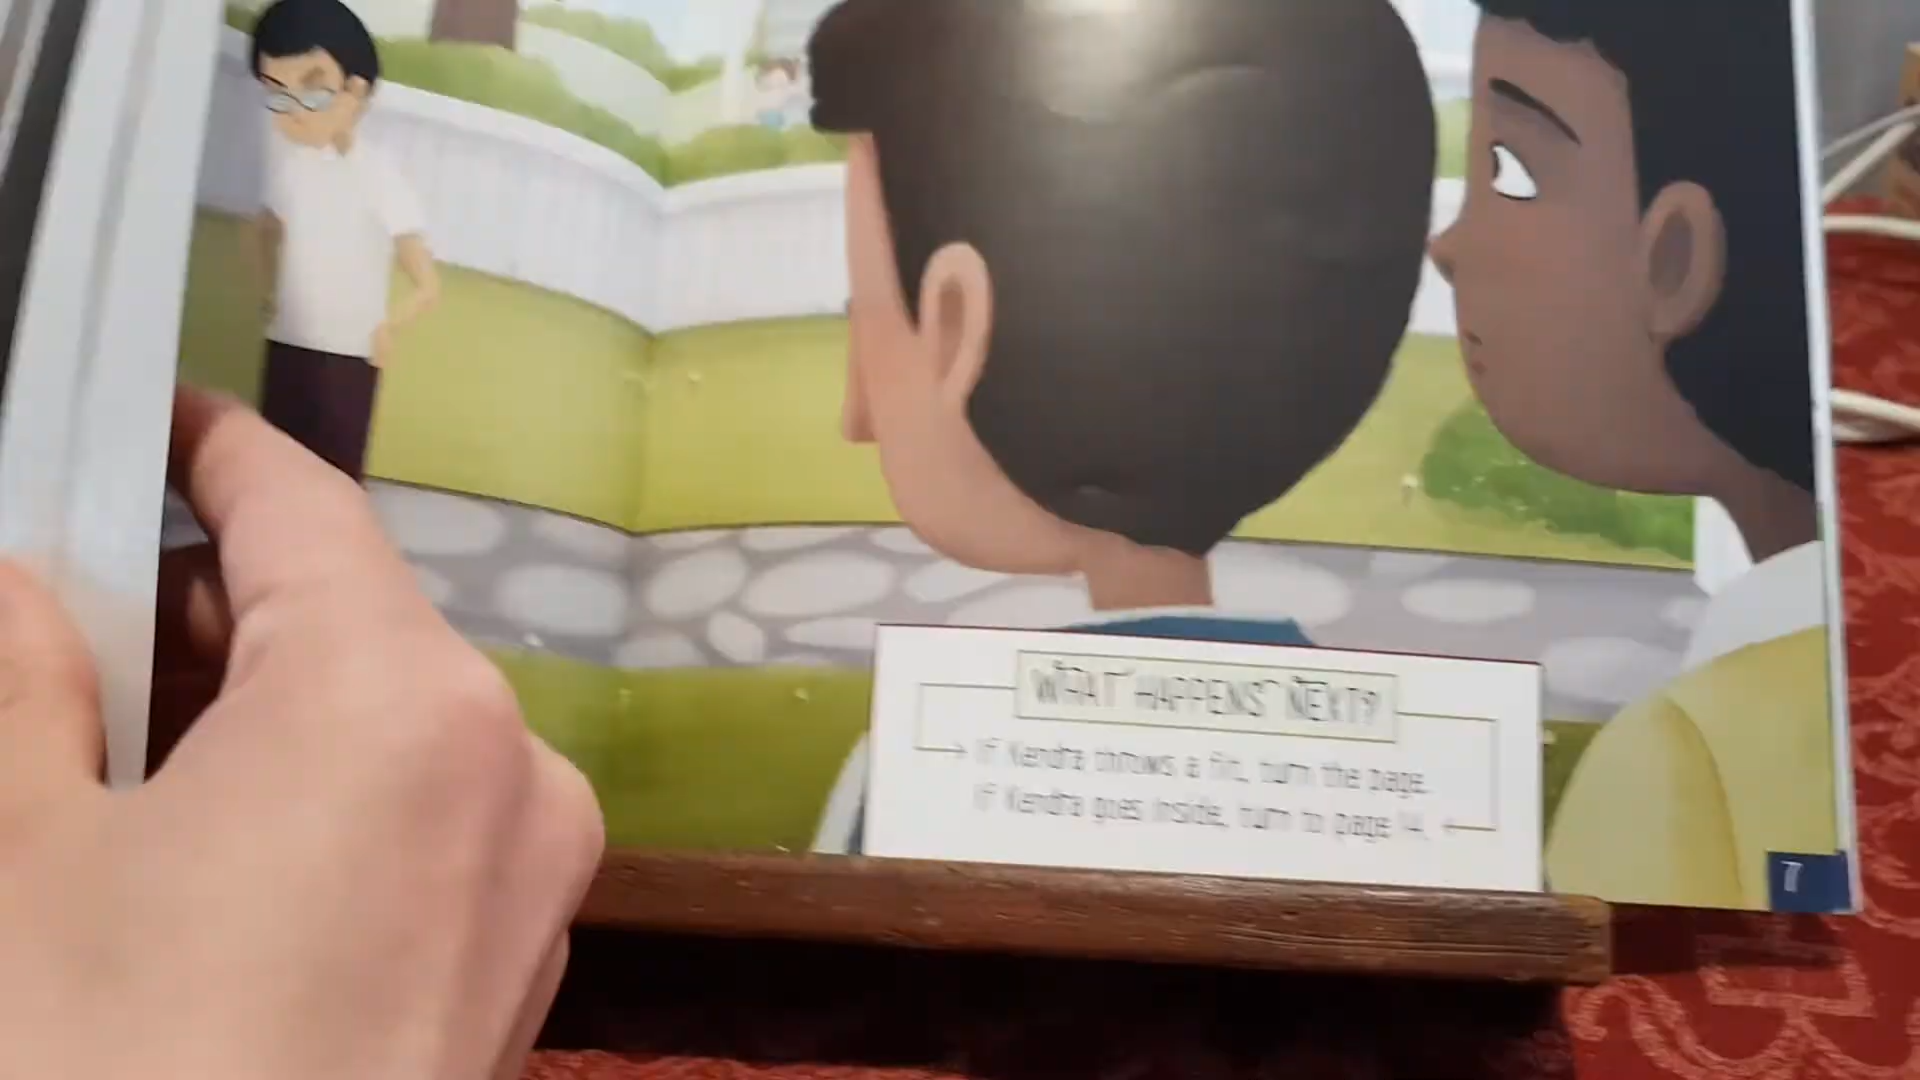 WHAT HAPPENS NEXT?
If Kendra throws a fit, turn the page.
If Kendra goes inside, turn to page 14.
7